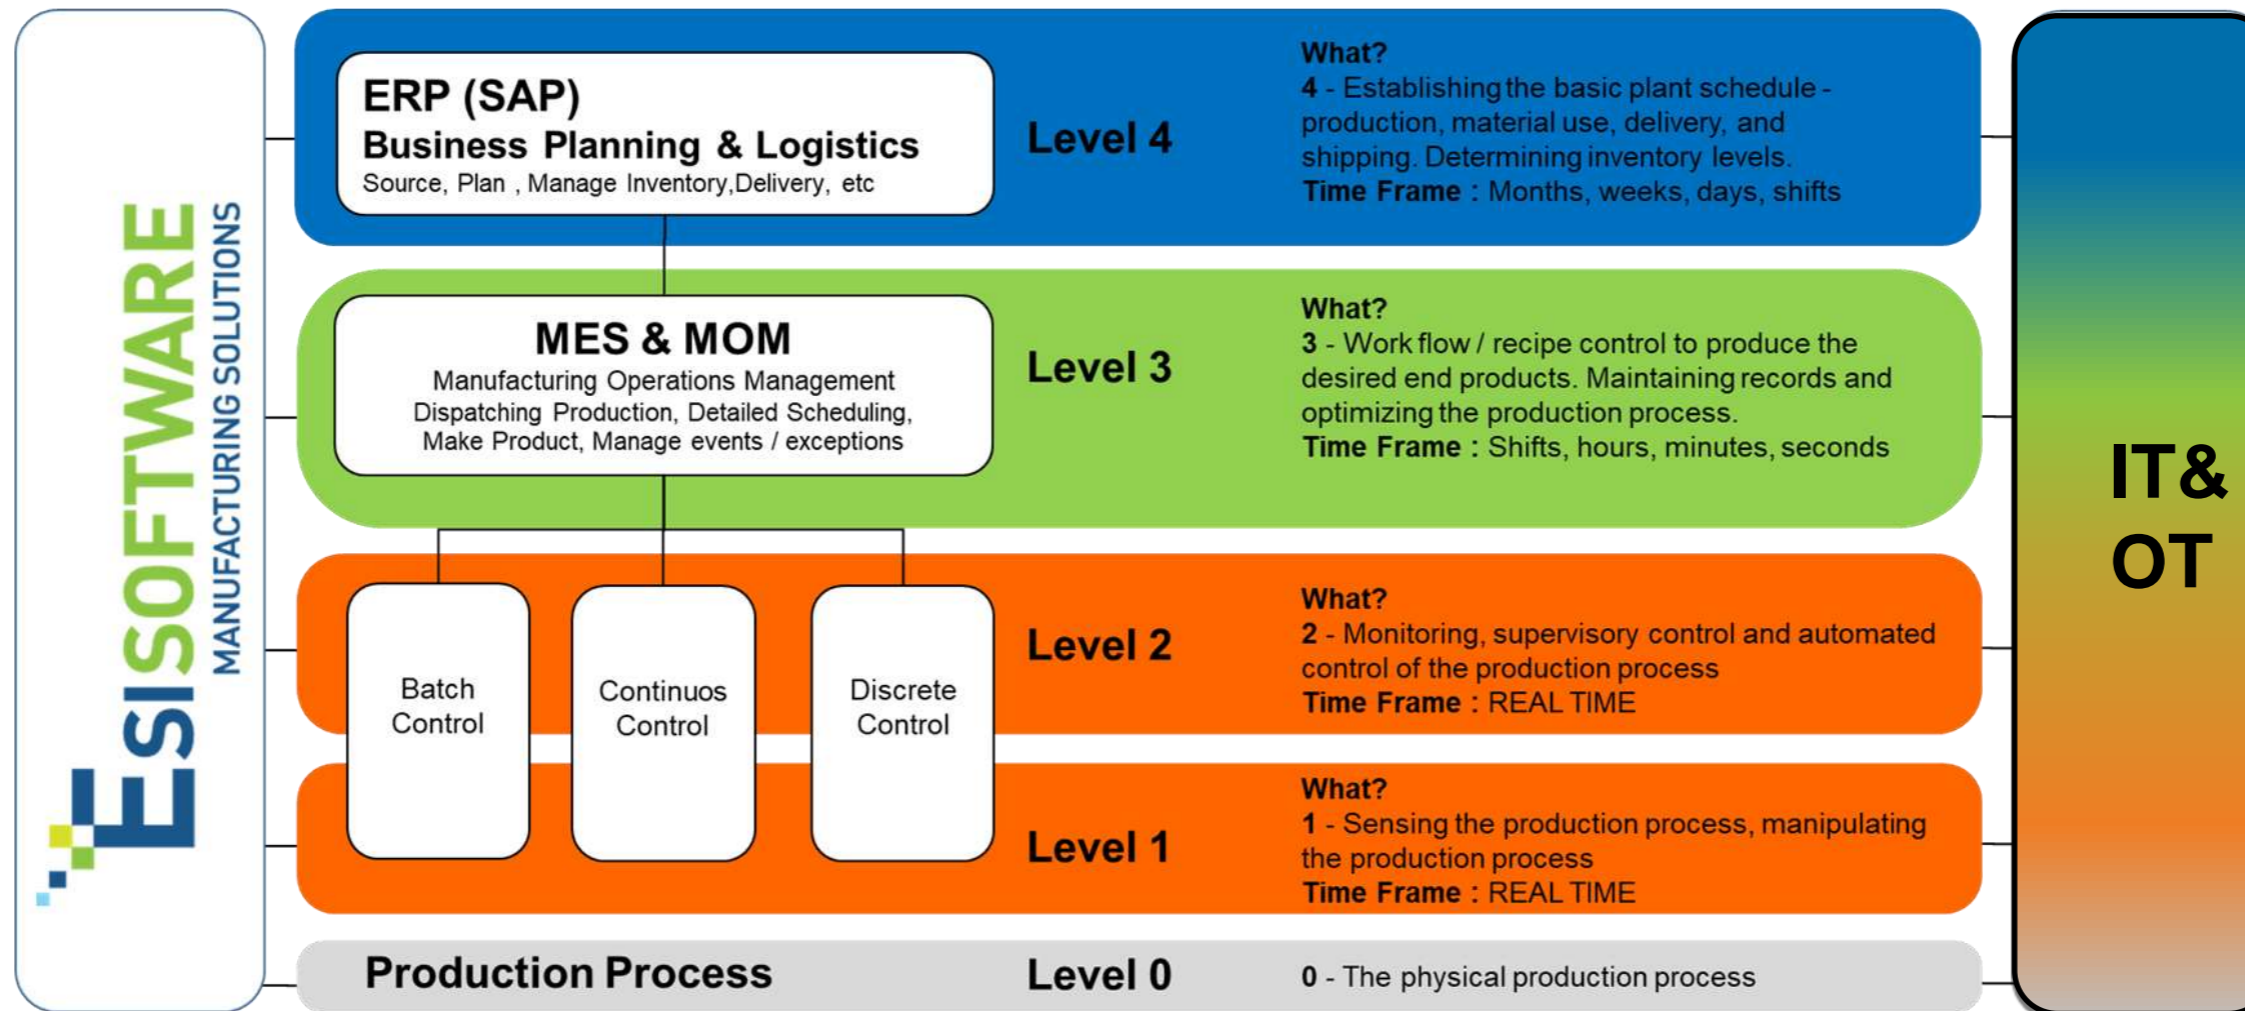 ESISOFTWARE
MANUFACTURING SOLUTIONS
ERP (SAP)
Business Planning & Logistics
Source, Plan , Manage Inventory,Delivery, etc
Level 4
What?
4 - Establishing the basic plant schedule -
production, material use, delivery, and
shipping. Determining inventory levels.
Time Frame : Months, weeks, days, shifts
MES & MOM
Manufacturing Operations Management
Dispatching Production, Detailed Scheduling,
Make Product, Manage events / exceptions
Level 3
What?
3 - Work flow / recipe control to produce the
desired end products. Maintaining records and
optimizing the production process.
Time Frame : Shifts, hours, minutes, seconds
Batch
Control
Continuos
Control
Discrete
Control
Level 2
What?
2 - Monitoring, supervisory control and automated
control of the production process
Time Frame : REAL TIME
Level 1
What?
1 - Sensing the production process, manipulating
the production process
Time Frame : REAL TIME
Production Process
Level 0
0 - The physical production process
IT&
OT